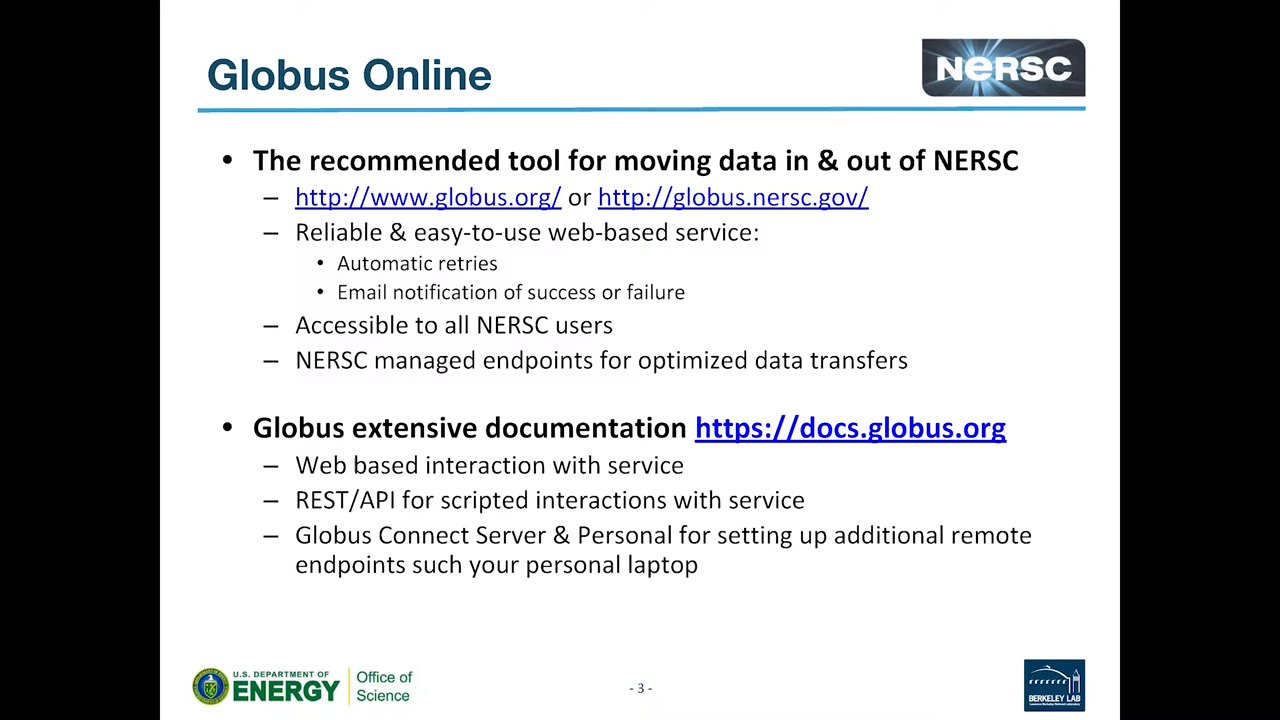 Globus Online
NERSC
• The recommended tool for moving data in & out of NERSC
– http://www.globus.org/ or http://globus.nersc.gov/
– Reliable & easy-to-use web-based service:
• Automatic retries
• Email notification of success or failure
– Accessible to all NERSC users
– NERSC managed endpoints for optimized data transfers
• Globus extensive documentation https://docs.globus.org
– Web based interaction with service
– REST/API for scripted interactions with service
– Globus Connect Server & Personal for setting up additional remote
endpoints such your personal laptop
U.S. DEPARTMENT OF
ENERGY
Office of
Science
- 3 -
BERKELEY LAB
Lawrence Berkeley National Laboratory